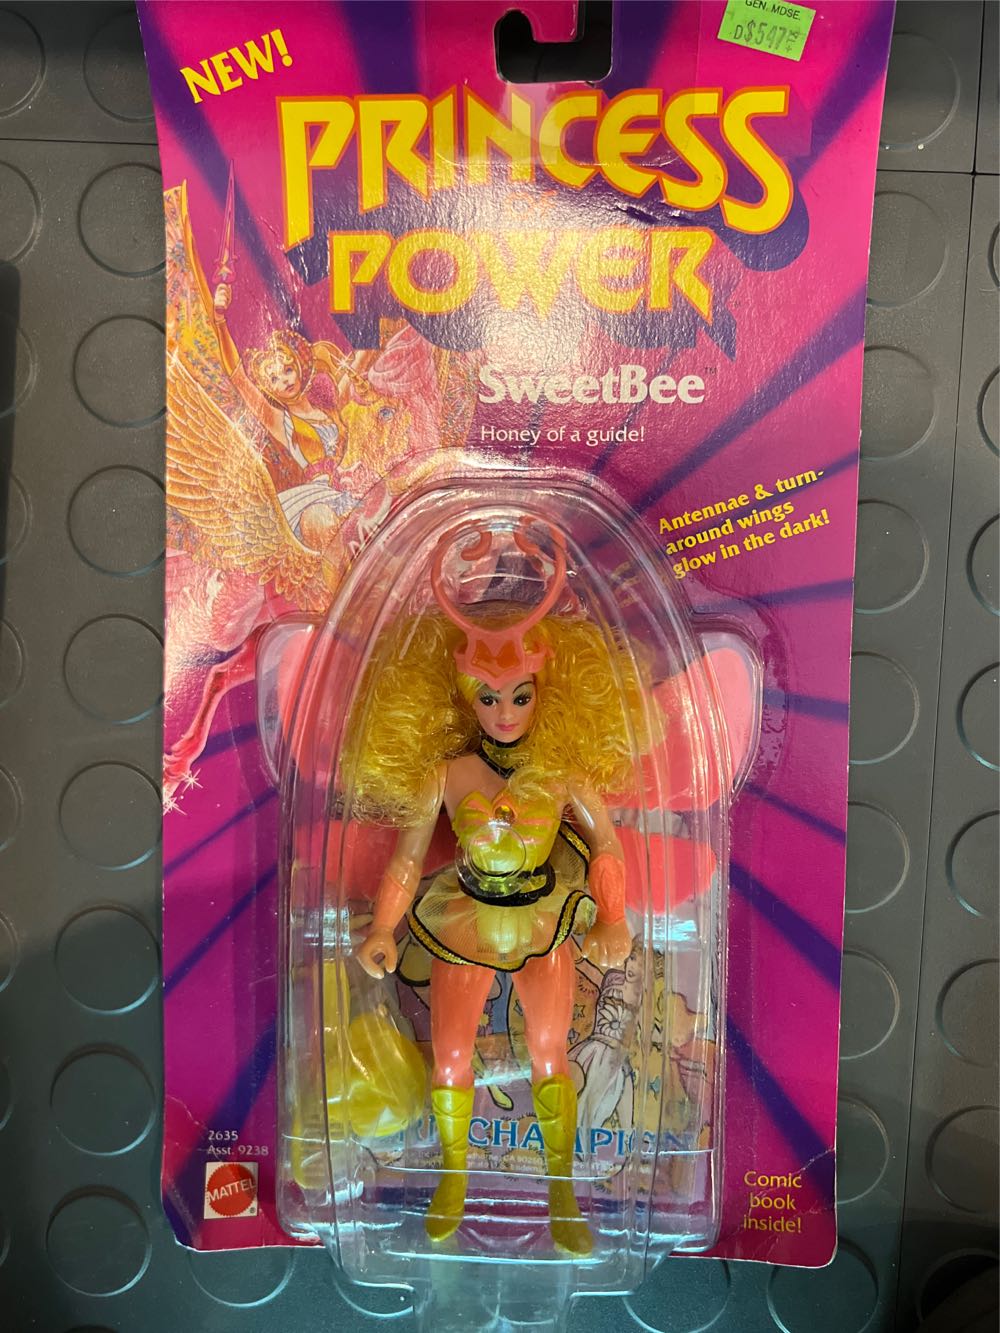 GEN. MDSE.
NEW!
PRINCESS
OF
POWER
SweetBee™
Honey of a guide!
Antennae & turn-
around wings
glow in the dark!
2635
Asst. 9238
MATTEL®
Comic
book
inside!